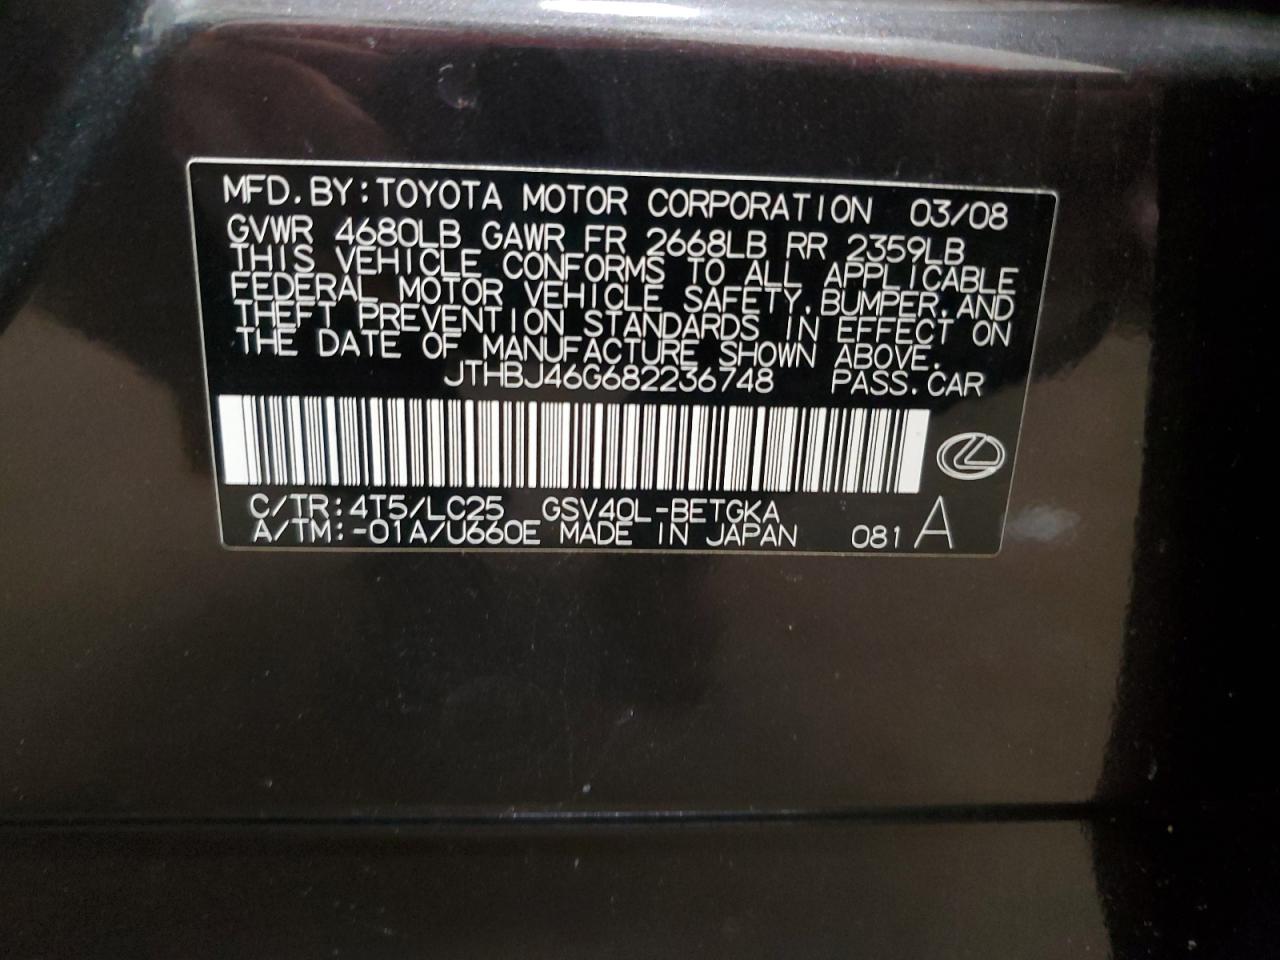 MFD. BY: TOYOTA MOTOR CORPORATION 03/08
GVWR 4680LB GAWR FR 2668LB RR 2359LB
THIS VEHICLE CONFORMS TO ALL APPLICABLE
FEDERAL MOTOR VEHICLE SAFETY, BUMPER, AND
THEFT PREVENTION STANDARDS IN EFFECT ON
THE DATE OF MANUFACTURE SHOWN ABOVE.
JTHBJ46G682236748 PASS. CAR
C/TR: 4T5/LC25 GSV40L-BETGKA
A/TM: -01A/U660E MADE IN JAPAN 081 A